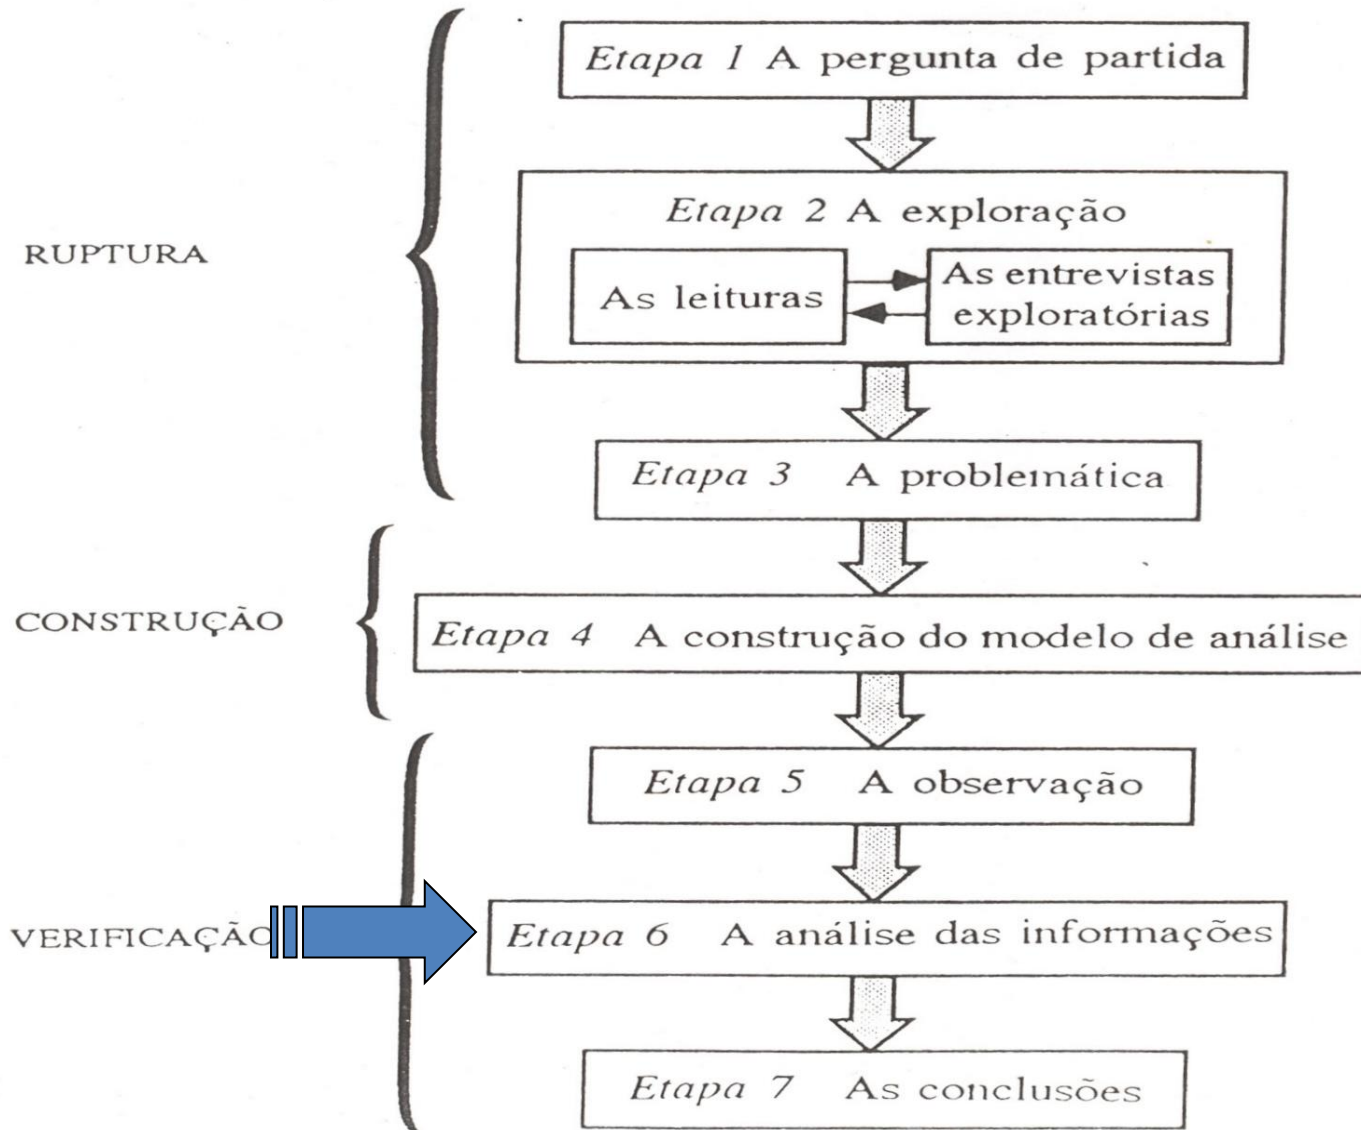 Etapa 1 A pergunta de partida
Etapa 2 A exploração
RUPTURA
As leituras
As entrevistas
exploratórias
Etapa 3 A problemática
CONSTRUÇÃO
Etapa 4 A construção do modelo de análise
Etapa 5 A observação
VERIFICAÇÃO
Etapa 6 A análise das informações
Etapa 7 As conclusões